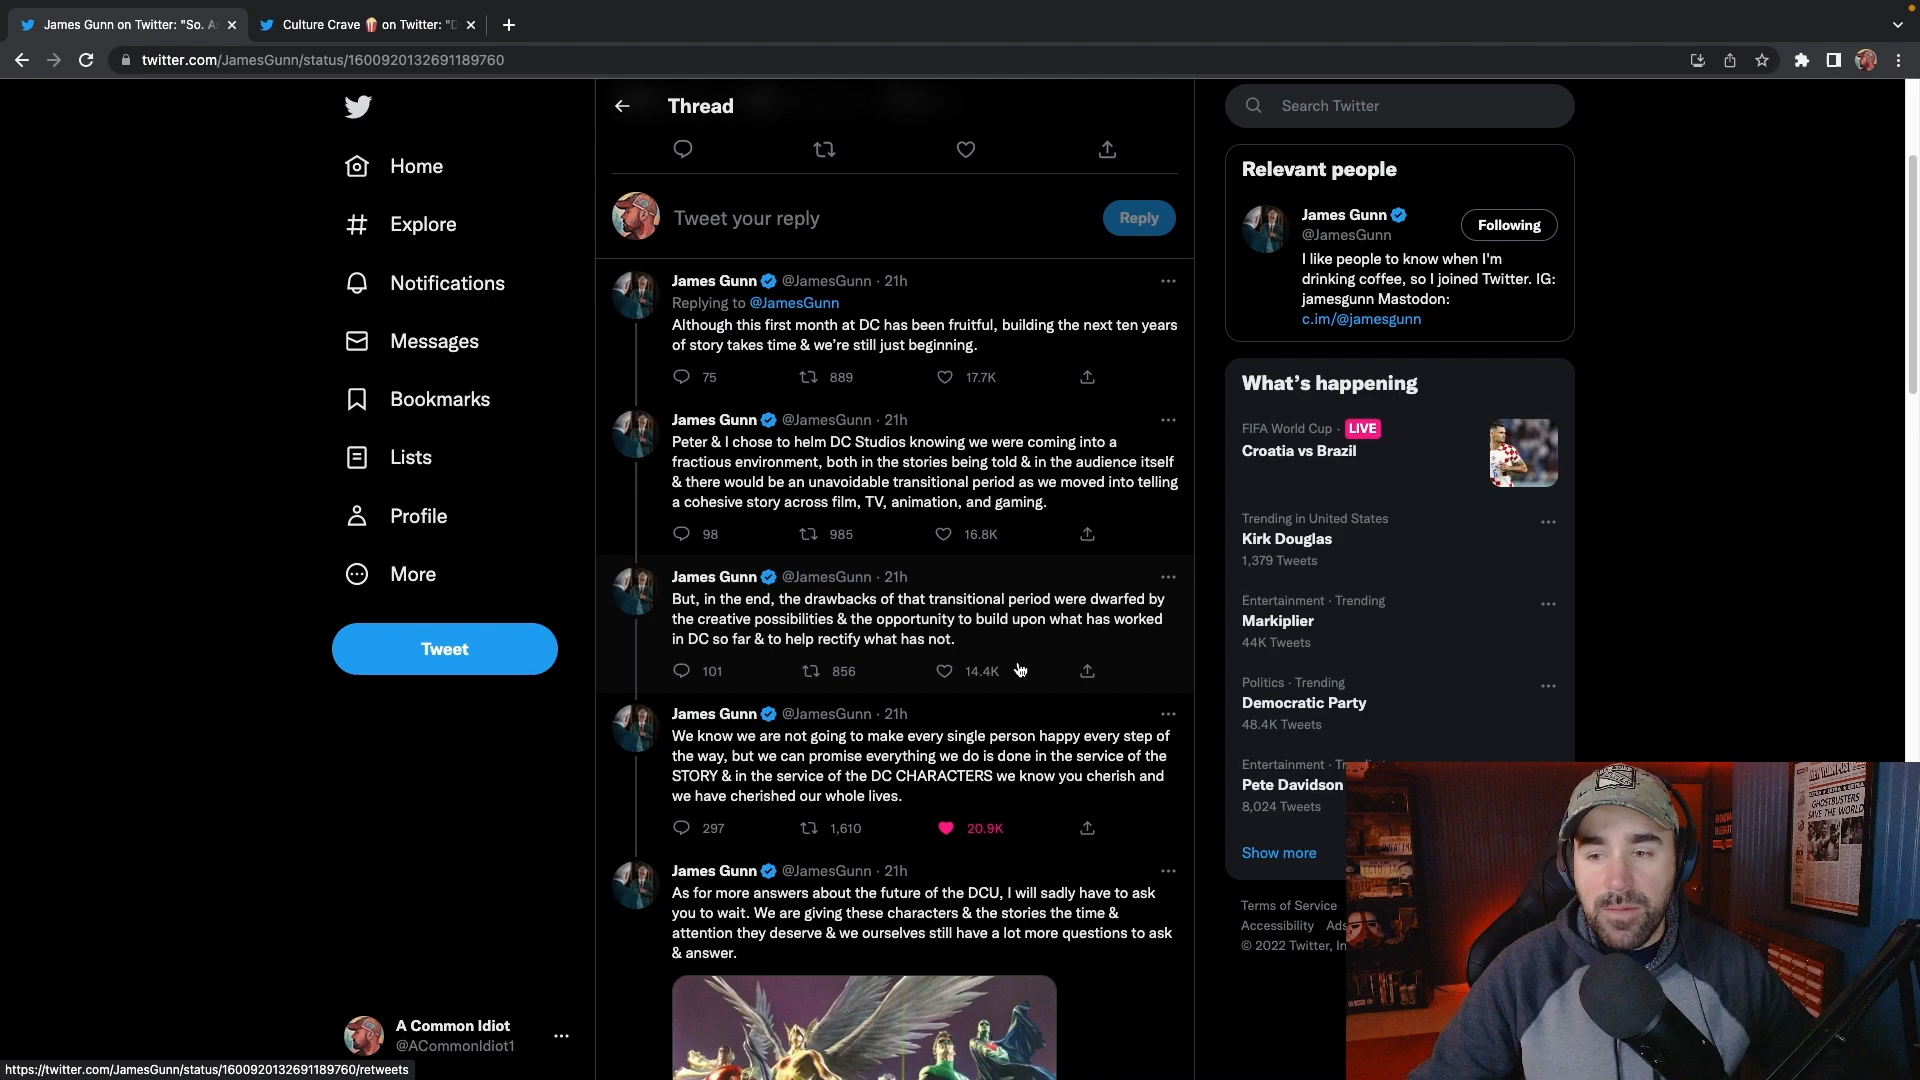 James Gunn on Twitter: "So. A
Culture Crave 🍿 on Twitter: "D
twitter.com/JamesGunn/status/1600920132691189760
Home
Explore
Notifications
Messages
Bookmarks
Lists
Profile
More
Tweet
A Common Idiot
@ACommonIdiot1
https://twitter.com/JamesGunn/status/1600920132691189760/retweets
Thread
Tweet your reply
Reply
James Gunn @JamesGunn · 21h
Replying to @JamesGunn
Although this first month at DC has been fruitful, building the next ten years
of story takes time & we're still just beginning.
75 889 17.7K
James Gunn @JamesGunn · 21h
Peter & I chose to helm DC Studios knowing we were coming into a
fractious environment, both in the stories being told & in the audience itself
& there would be an unavoidable transitional period as we moved into telling
a cohesive story across film, TV, animation, and gaming.
98 985 16.8K
James Gunn @JamesGunn · 21h
But, in the end, the drawbacks of that transitional period were dwarfed by
the creative possibilities & the opportunity to build upon what has worked
in DC so far & to help rectify what has not.
101 856 14.4K
James Gunn @JamesGunn · 21h
We know we are not going to make every single person happy every step of
the way, but we can promise everything we do is done in the service of the
STORY & in the service of the DC CHARACTERS we know you cherish and
we have cherished our whole lives.
297 1,610 20.9K
James Gunn @JamesGunn · 21h
As for more answers about the future of the DCU, I will sadly have to ask
you to wait. We are giving these characters & the stories the time &
attention they deserve & we ourselves still have a lot more questions to ask
& answer.
Search Twitter
Relevant people
James Gunn
@JamesGunn
Following
I like people to know when I'm
drinking coffee, so I joined Twitter. IG:
jamesgunn Mastodon:
c.im/@jamesgunn
What's happening
FIFA World Cup · LIVE
Croatia vs Brazil
Trending in United States
Kirk Douglas
1,379 Tweets
Entertainment · Trending
Markiplier
44K Tweets
Politics · Trending
Democratic Party
48.4K Tweets
Entertainment ·
Pete Davidson
8,024 Tweets
Show more
Terms of Service
Accessibility
© 2022 Twitter,
GHOSTBUSTERS
SAVE THE WORLD